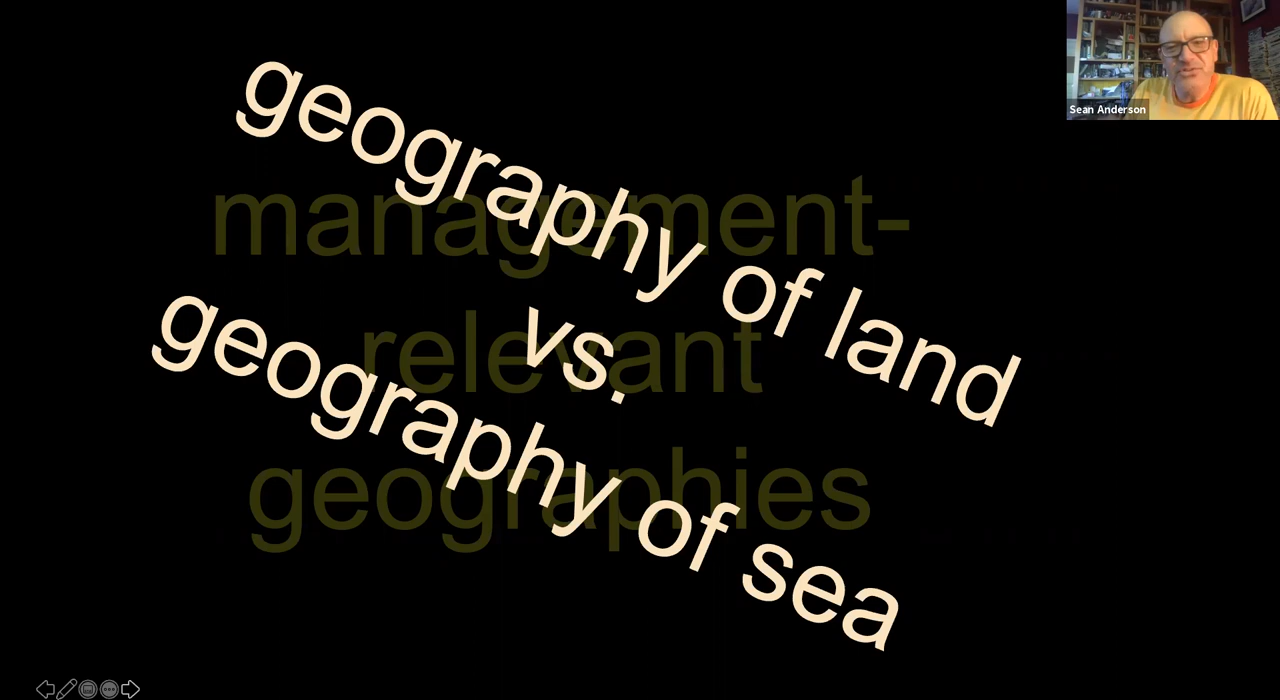 geography of land
vs.
geography of sea
management-
relevant
geographies
Sean Anderson